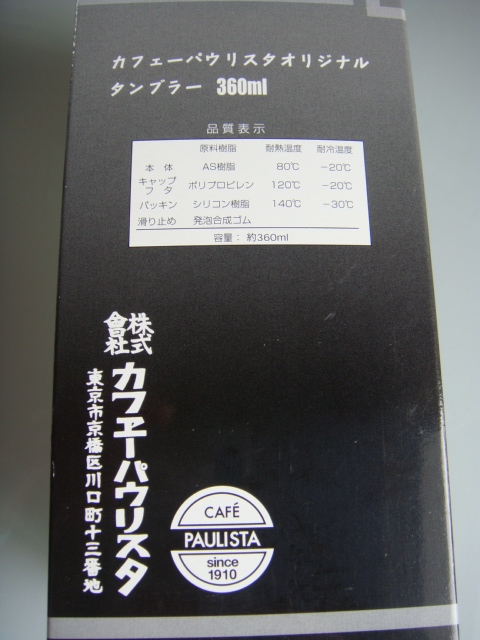 カフェーパウリスタオリジナル
タンブラー 360ml
品質表示
原料樹脂 耐熱温度 耐冷温度
本体 AS樹脂 80℃ −20℃
キャップ
フタ ポリプロピレン 120℃ −20℃
パッキン シリコン樹脂 140℃ −30℃
滑り止め 発泡合成ゴム
容量： 約360ml
株式會社
カフヱーパウリスタ
東京市京橋区川口町十三番地
CAFÉ
PAULISTA
since
1910